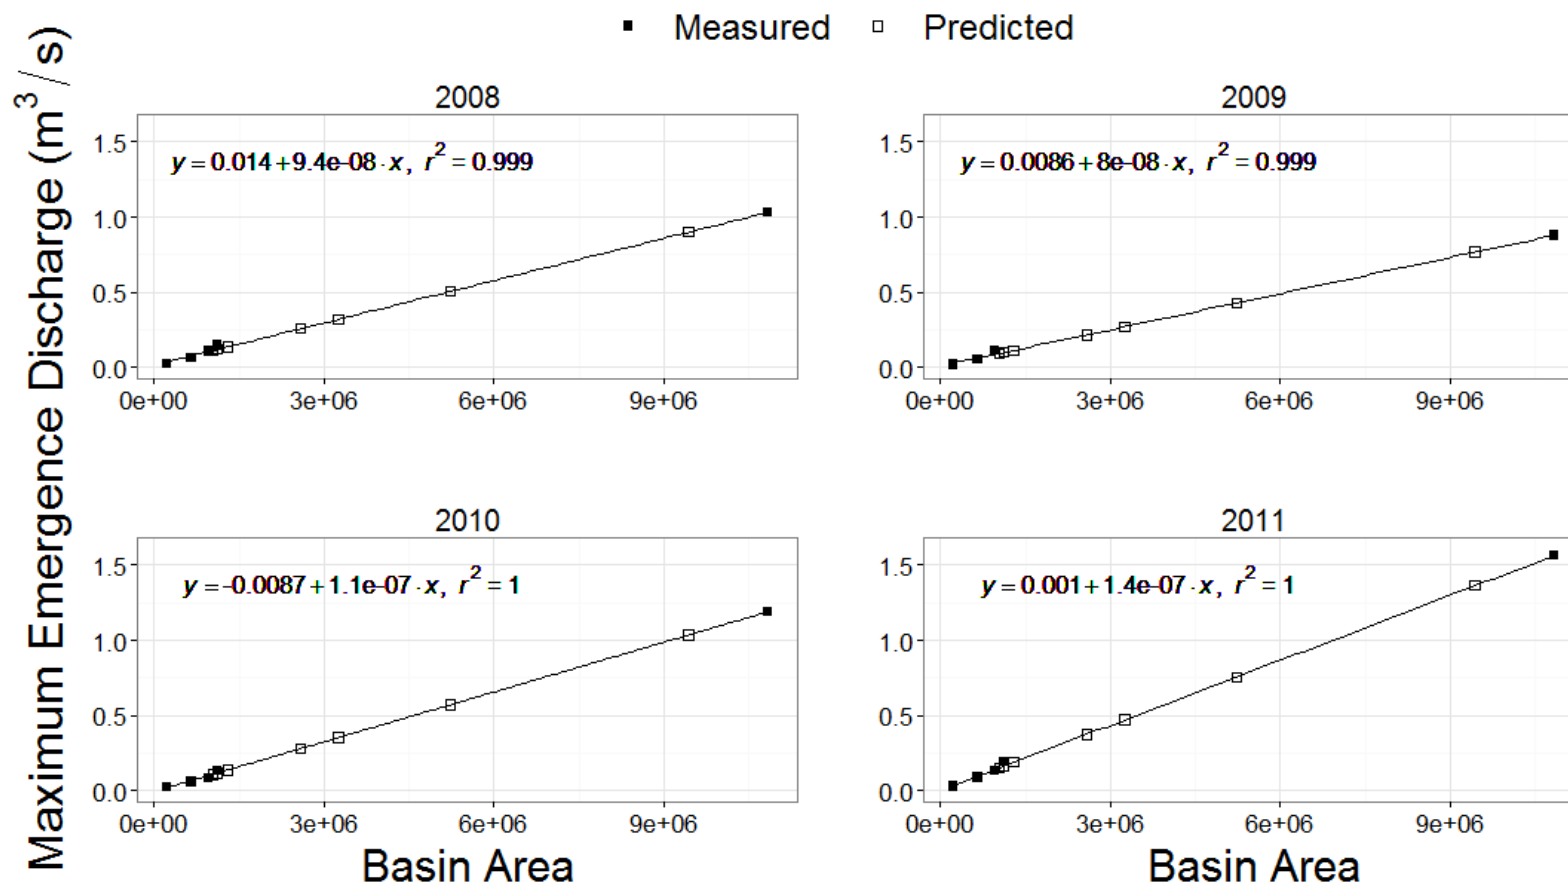 Measured Predicted
Maximum Emergence Discharge (m³/s)
2008
y = 0.014 + 9.4e-08 · x, r² = 0.999
1.5
1.0
0.5
0.0
0e+00 3e+06 6e+06 9e+06
2009
y = 0.0086 + 8e-08 · x, r² = 0.999
1.5
1.0
0.5
0.0
0e+00 3e+06 6e+06 9e+06
2010
y = -0.0087 + 1.1e-07 · x, r² = 1
1.5
1.0
0.5
0.0
0e+00 3e+06 6e+06 9e+06
Basin Area
2011
y = 0.001 + 1.4e-07 · x, r² = 1
1.5
1.0
0.5
0.0
0e+00 3e+06 6e+06 9e+06
Basin Area